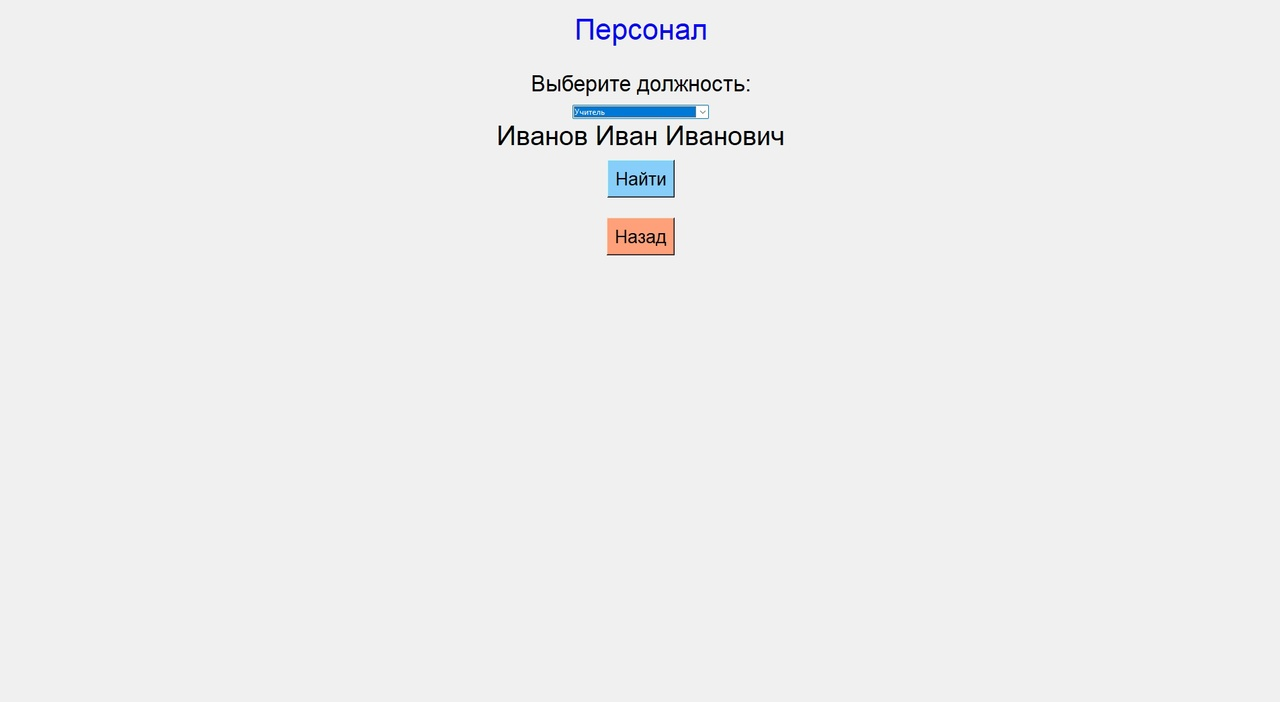 Персонал
Выберите должность:
Учитель
Иванов Иван Иванович
Найти
Назад